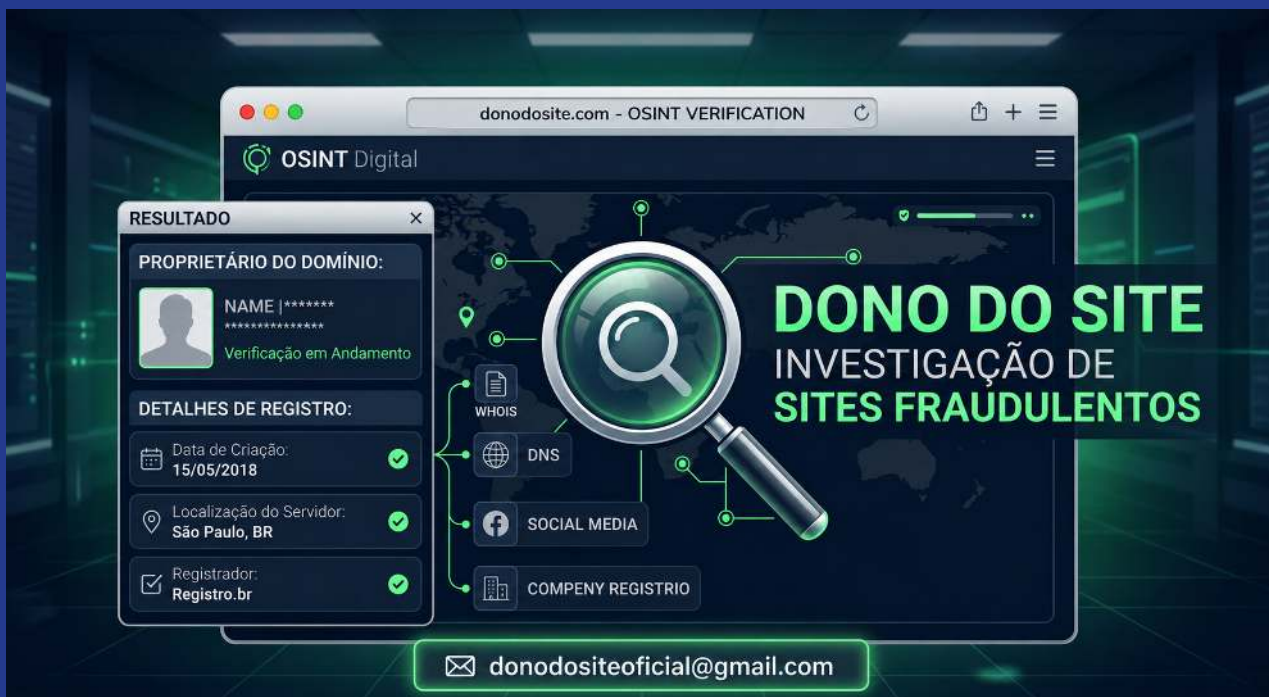 donodosite.com - OSINT VERIFICATION
OSINT Digital
RESULTADO
PROPRIETÁRIO DO DOMÍNIO:
NAME |*******
***************
Verificação em Andamento
DETALHES DE REGISTRO:
Data de Criação:
15/05/2018
Localização do Servidor:
São Paulo, BR
Registrador:
Registro.br
WHOIS
DNS
SOCIAL MEDIA
COMPENY REGISTRIO
DONO DO SITE
INVESTIGAÇÃO DE
SITES FRAUDULENTOS
donodositeoficial@gmail.com